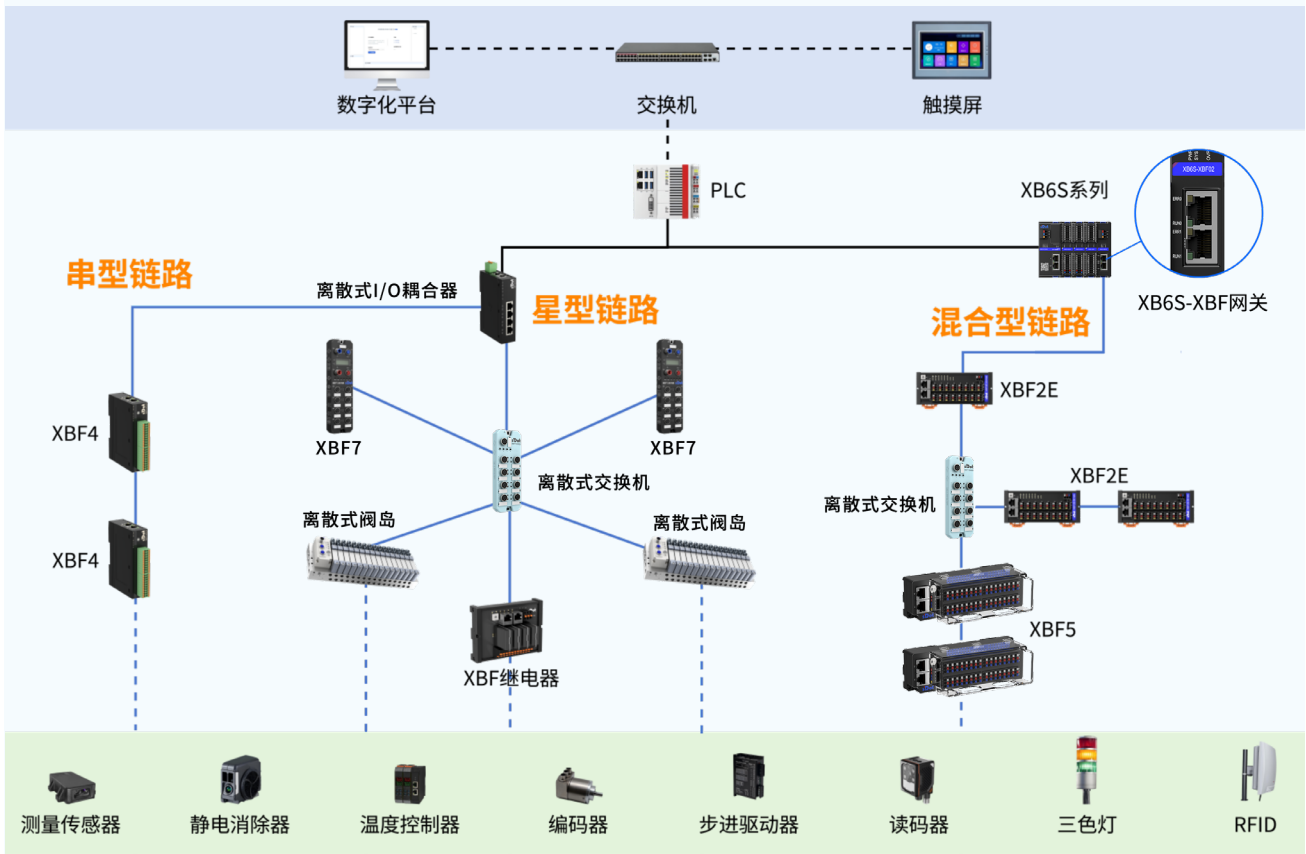 数字化平台
交换机
触摸屏
PLC
XB6S系列
XB6S-XBF02
XB6S-XBF网关
串型链路
离散式I/O耦合器
星型链路
混合型链路
XBF4
XBF7
XBF7
XBF2E
离散式交换机
XBF2E
离散式交换机
离散式阀岛
离散式阀岛
XBF4
XBF5
XBF继电器
测量传感器
静电消除器
温度控制器
编码器
步进驱动器
读码器
三色灯
RFID